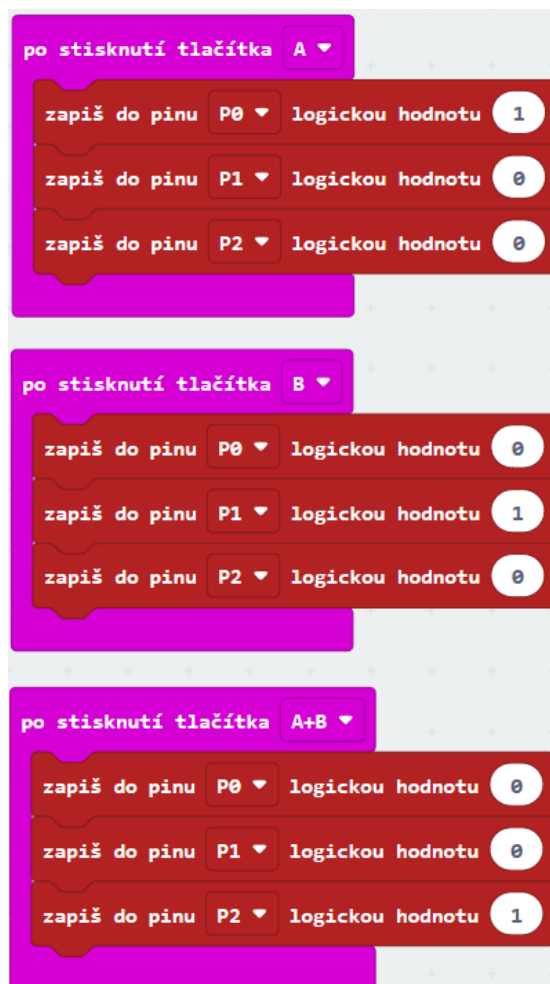 po stisknutí tlačítka A
zapiš do pinu P0 logickou hodnotu 1
zapiš do pinu P1 logickou hodnotu 0
zapiš do pinu P2 logickou hodnotu 0
po stisknutí tlačítka B
zapiš do pinu P0 logickou hodnotu 0
zapiš do pinu P1 logickou hodnotu 1
zapiš do pinu P2 logickou hodnotu 0
po stisknutí tlačítka A+B
zapiš do pinu P0 logickou hodnotu 0
zapiš do pinu P1 logickou hodnotu 0
zapiš do pinu P2 logickou hodnotu 1